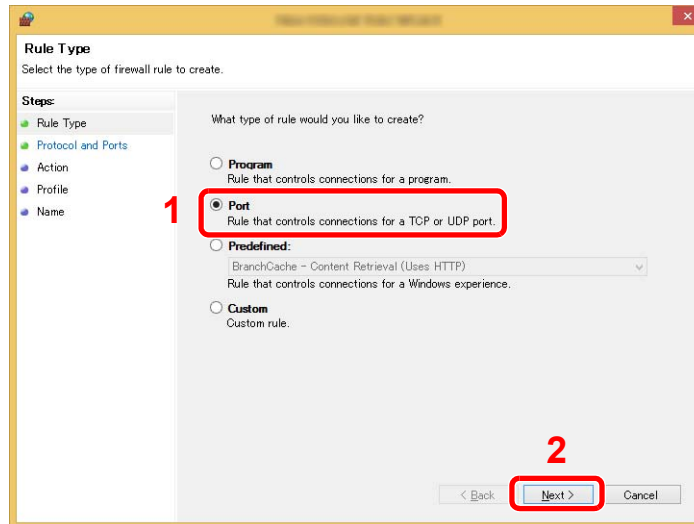 Rule Type
Select the type of firewall rule to create.
Steps:
Rule Type
Protocol and Ports
Action
Profile
Name
What type of rule would you like to create?
Program
Rule that controls connections for a program.
1
Port
Rule that controls connections for a TCP or UDP port.
Predefined:
BranchCache - Content Retrieval (Uses HTTP)
Rule that controls connections for a Windows experience.
Custom
Custom rule.
2
< Back
Next >
Cancel